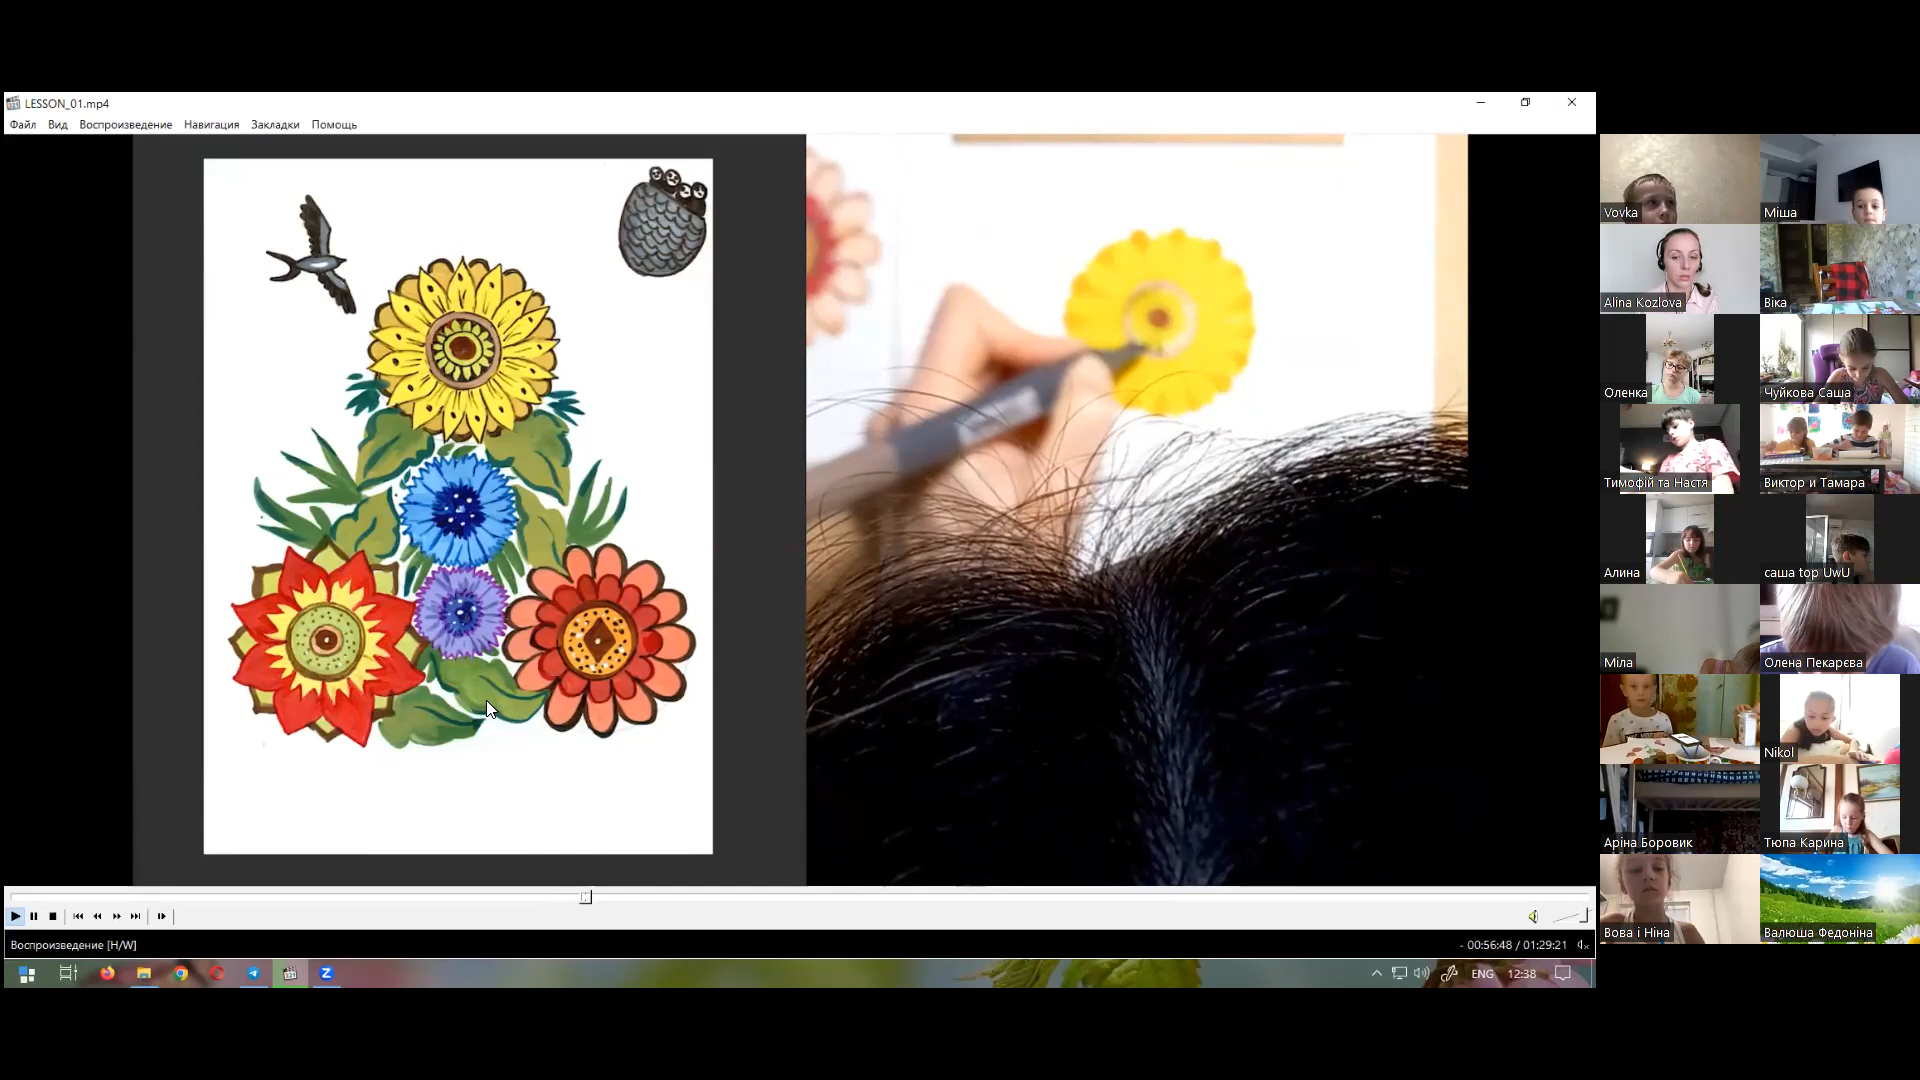 LESSON_01.mp4
Файл Вид Воспроизведение Навигация Закладки Помощь
Vovka
Міша
Alina Kozlova
Віка
Оленка
Чуйкова Саша
Тимофій та Настя
Виктор и Тамара
Алина
саша top UwU
Міла
Олена Пекарєва
Nikol
Аріна Боровик
Тюпа Карина
Вова і Ніна
Валюша Федоніна
Воспроизведение [H/W]
- 00:56:48 / 01:29:21
ENG 12:38